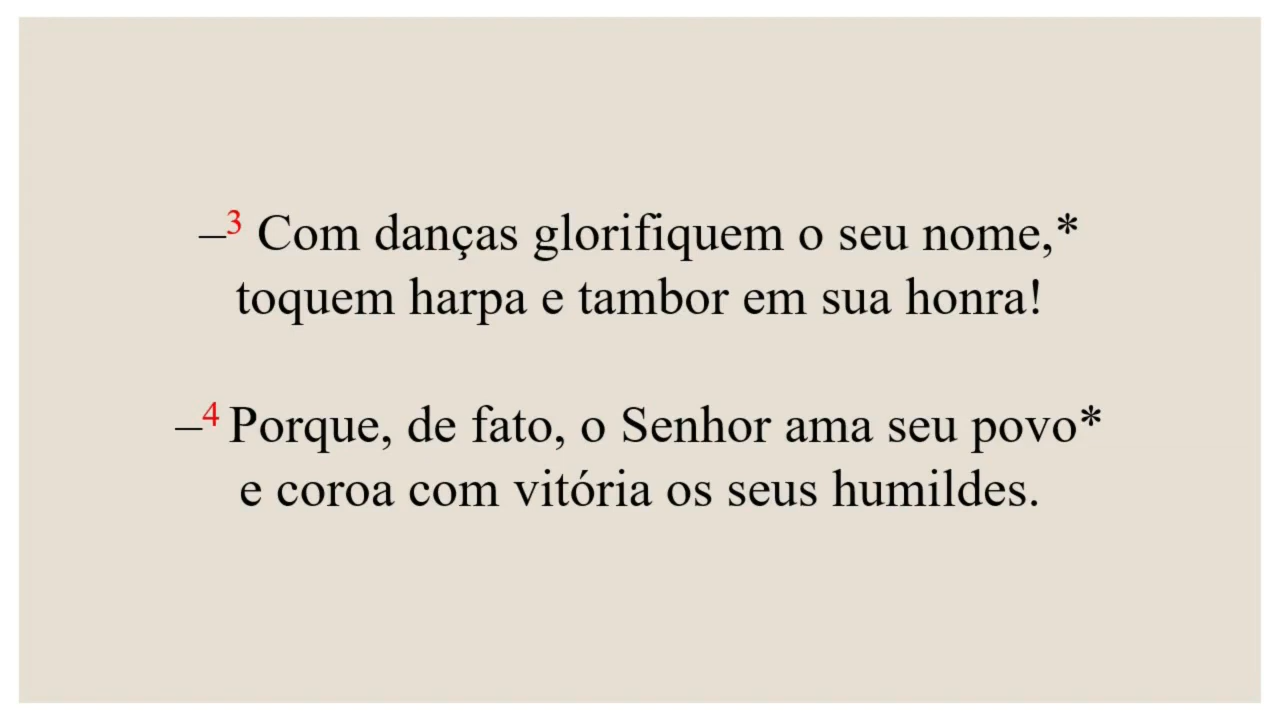 –3 Com danças glorifiquem o seu nome,*
toquem harpa e tambor em sua honra!
–4 Porque, de fato, o Senhor ama seu povo*
e coroa com vitória os seus humildes.